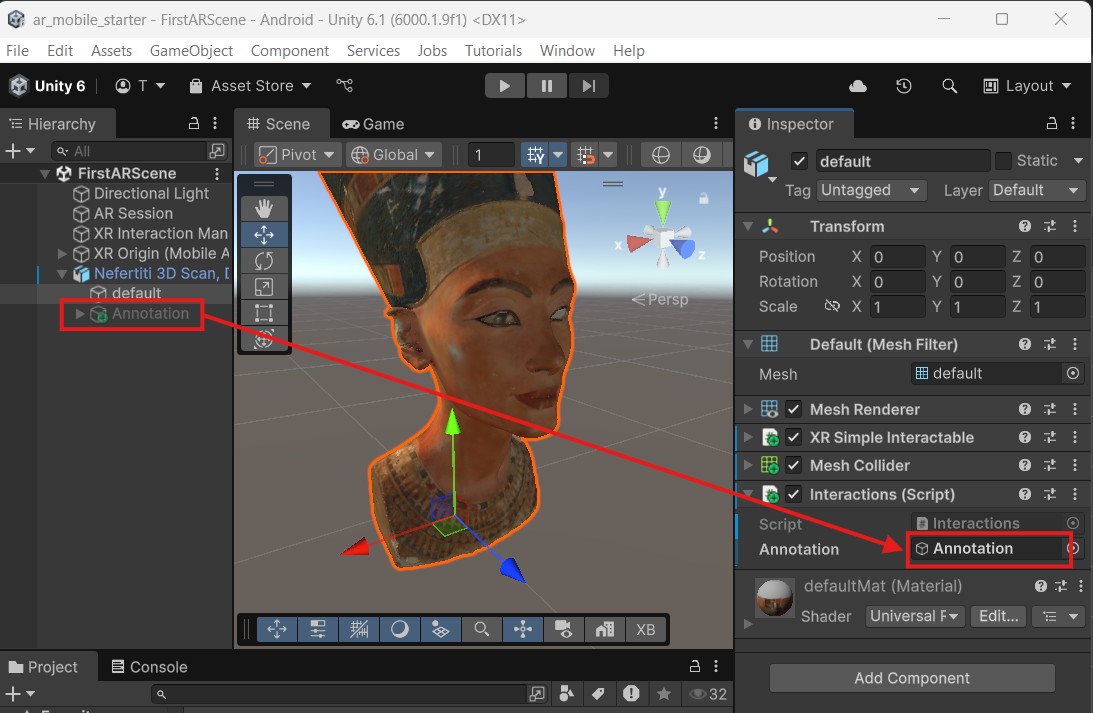 ar_mobile_starter - FirstARScene - Android - Unity 6.1 (6000.1.9f1) <DX11>
File Edit Assets GameObject Component Services Jobs Tutorials Window Help
Unity 6 T Asset Store Layout
Hierarchy
All
FirstARScene
Directional Light
AR Session
XR Interaction Man
XR Origin (Mobile A
Nefertiti 3D Scan, D
default
Annotation
Scene Game
Pivot Global 1
y
x
z
Persp
XB
Inspector
default Static
Tag Untagged Layer Default
Transform
Position X 0 Y 0 Z 0
Rotation X 0 Y 0 Z 0
Scale X 1 Y 1 Z 1
Default (Mesh Filter)
Mesh default
Mesh Renderer
XR Simple Interactable
Mesh Collider
Interactions (Script)
Script Interactions
Annotation Annotation
defaultMat (Material)
Shader Universal F Edit...
Add Component
Project Console
32